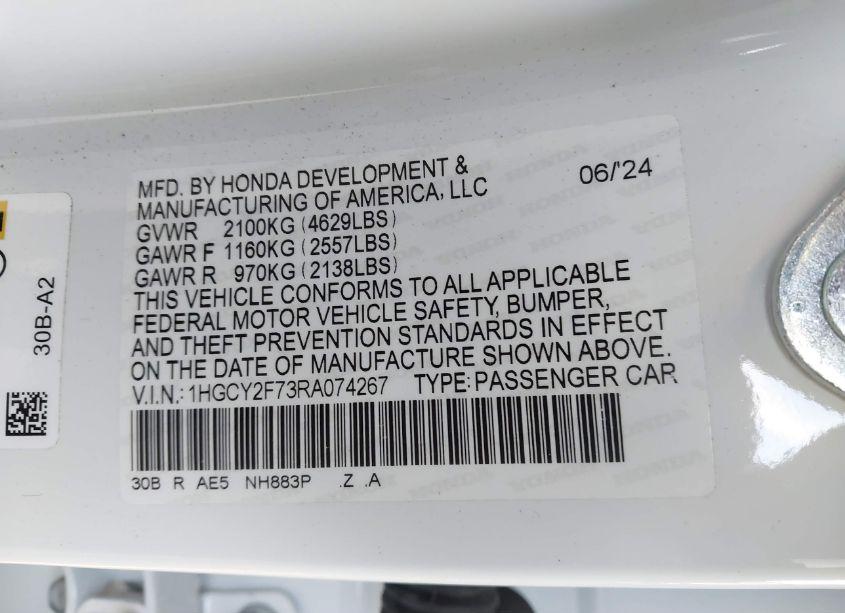 MFD. BY HONDA DEVELOPMENT &
MANUFACTURING OF AMERICA, LLC
06/'24
GVWR 2100KG (4629LBS)
GAWR F 1160KG (2557LBS)
GAWR R 970KG (2138LBS)
THIS VEHICLE CONFORMS TO ALL APPLICABLE
FEDERAL MOTOR VEHICLE SAFETY, BUMPER,
AND THEFT PREVENTION STANDARDS IN EFFECT
ON THE DATE OF MANUFACTURE SHOWN ABOVE.
V.I.N.: 1HGCY2F73RA074267 TYPE: PASSENGER CAR
30B R AE5 NH883P .Z .A
30B-A2